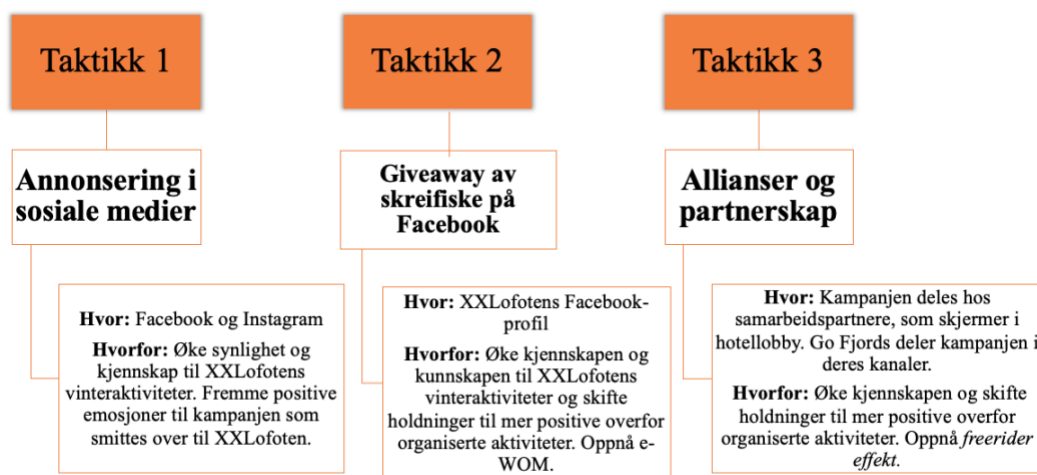 Taktikk 1
Annonsering i
sosiale medier
Hvor: Facebook og Instagram
Hvorfor: Øke synlighet og
kjennskap til XXLofotens
vinteraktiviteter. Fremme positive
emosjoner til kampanjen som
smittes over til XXLofoten.
Taktikk 2
Giveaway av
skreifiske på
Facebook
Hvor: XXLofotens Facebook-
profil
Hvorfor: Øke kjennskapen og
kunnskapen til XXLofotens
vinteraktiviteter og skifte
holdninger til mer positive overfor
organiserte aktiviteter. Oppnå e-
WOM.
Taktikk 3
Allianser og
partnerskap
Hvor: Kampanjen deles hos
samarbeidspartnere, som skjermer i
hotellobby. Go Fjords deler kampanjen i
deres kanaler.
Hvorfor: Øke kjennskapen og skifte
holdninger til mer positive overfor
organiserte aktiviteter. Oppnå freerider
effekt.